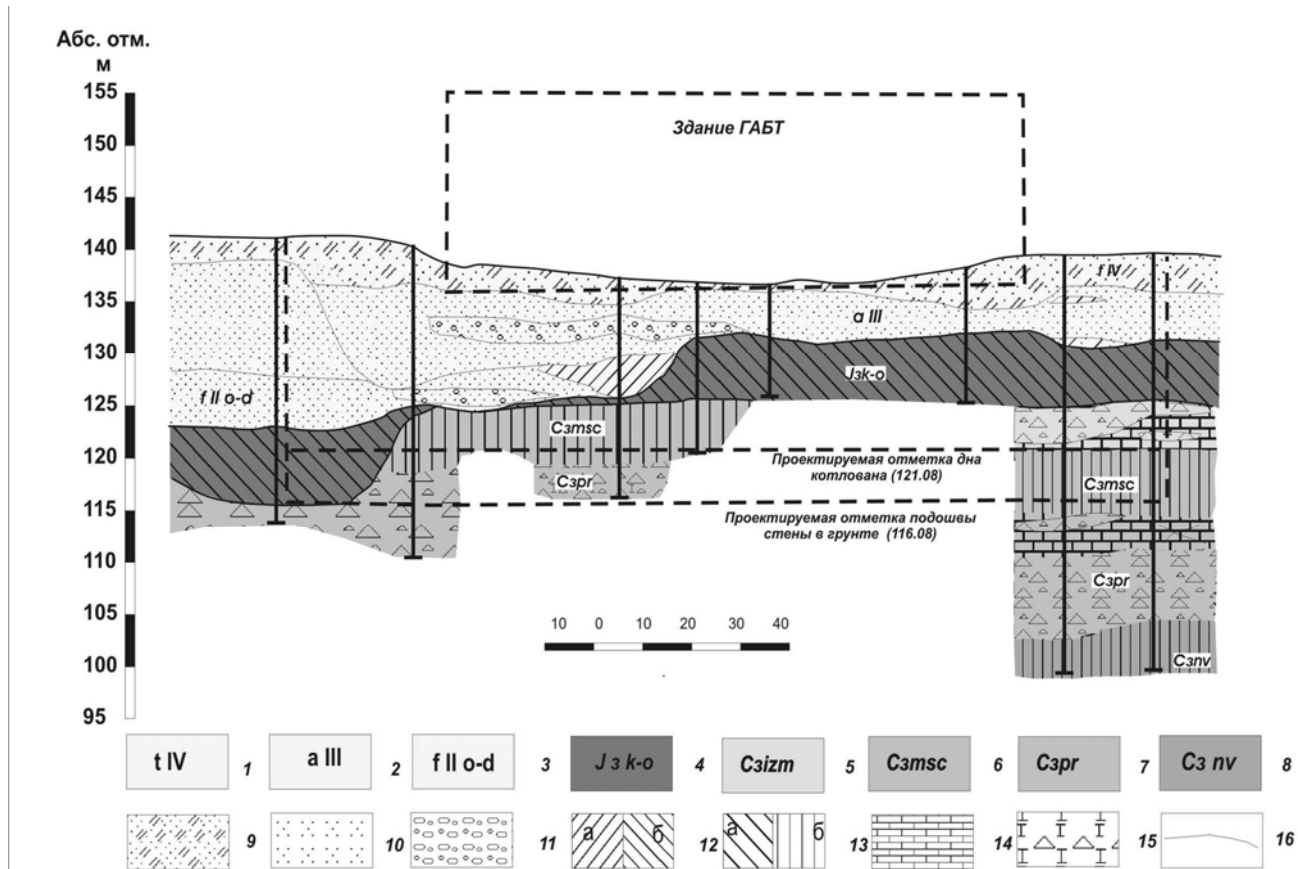 Абс. отм.
м
155
150
145
140
135
130
125
120
115
110
105
100
95
Здание ГАБТ
f IV
a III
J3k-o
f II o-d
C3msc
C3pr
Проектируемая отметка дна
котлована (121.08)
C3msc
Проектируемая отметка подошвы
стены в грунте (116.08)
C3pr
C3nv
10 0 10 20 30 40
t IV 1 a III 2 f II o-d 3 J 3 k-o 4 C3izm 5 C3msc 6 C3pr 7 C3 nv 8
9 10 11 а б 12 а б 13 14 15 16